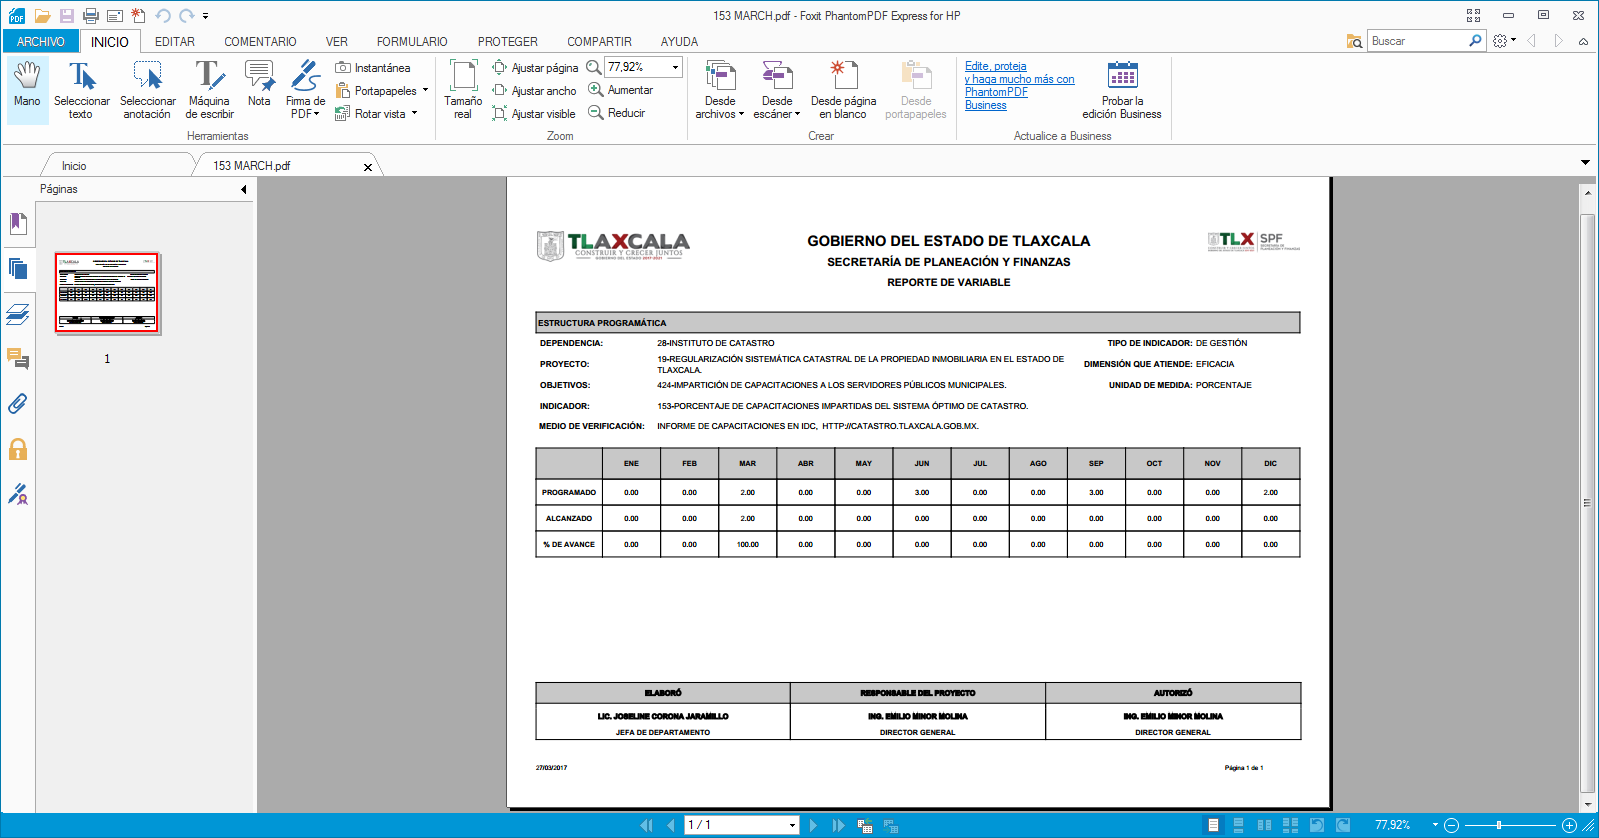 153 MARCH.pdf - Foxit PhantomPDF Express for HP
ARCHIVO INICIO EDITAR COMENTARIO VER FORMULARIO PROTEGER COMPARTIR AYUDA Buscar
Mano
Seleccionar texto
Seleccionar anotación
Máquina de escribir
Nota
Firma de PDF
Instantánea
Portapapeles
Rotar vista
Herramientas
Tamaño real
Ajustar página
Ajustar ancho
Ajustar visible
77,92%
Aumentar
Reducir
Zoom
Desde archivos
Desde escáner
Desde página en blanco
Desde portapapeles
Crear
Edite, proteja
y haga mucho más con
PhantomPDF
Business
Probar la edición Business
Actualice a Business
Inicio 153 MARCH.pdf
Páginas
1
TLAXCALA
CONSTRUIR Y CRECER JUNTOS
GOBIERNO DEL ESTADO 2017-2021
GOBIERNO DEL ESTADO DE TLAXCALA
SECRETARÍA DE PLANEACIÓN Y FINANZAS
REPORTE DE VARIABLE
TLX SPF
SECRETARÍA DE
PLANEACIÓN Y FINANZAS
ESTRUCTURA PROGRAMÁTICA
DEPENDENCIA: 28-INSTITUTO DE CATASTRO TIPO DE INDICADOR: DE GESTIÓN
PROYECTO: 19-REGULARIZACIÓN SISTEMÁTICA CATASTRAL DE LA PROPIEDAD INMOBILIARIA EN EL ESTADO DE
TLAXCALA. DIMENSIÓN QUE ATIENDE: EFICACIA
OBJETIVOS: 424-IMPARTICIÓN DE CAPACITACIONES A LOS SERVIDORES PÚBLICOS MUNICIPALES. UNIDAD DE MEDIDA: PORCENTAJE
INDICADOR: 153-PORCENTAJE DE CAPACITACIONES IMPARTIDAS DEL SISTEMA ÓPTIMO DE CATASTRO.
MEDIO DE VERIFICACIÓN: INFORME DE CAPACITACIONES EN IDC, HTTP://CATASTRO.TLAXCALA.GOB.MX.
ENE FEB MAR ABR MAY JUN JUL AGO SEP OCT NOV DIC
PROGRAMADO 0.00 0.00 2.00 0.00 0.00 3.00 0.00 0.00 3.00 0.00 0.00 2.00
ALCANZADO 0.00 0.00 2.00 0.00 0.00 0.00 0.00 0.00 0.00 0.00 0.00 0.00
% DE AVANCE 0.00 0.00 100.00 0.00 0.00 0.00 0.00 0.00 0.00 0.00 0.00 0.00
ELABORÓ RESPONSABLE DEL PROYECTO AUTORIZÓ
LIC. JOSELINE CORONA JARAMILLO ING. EMILIO MINOR MOLINA ING. EMILIO MINOR MOLINA
JEFA DE DEPARTAMENTO DIRECTOR GENERAL DIRECTOR GENERAL
27/03/2017 Página 1 de 1
1 / 1 77,92%